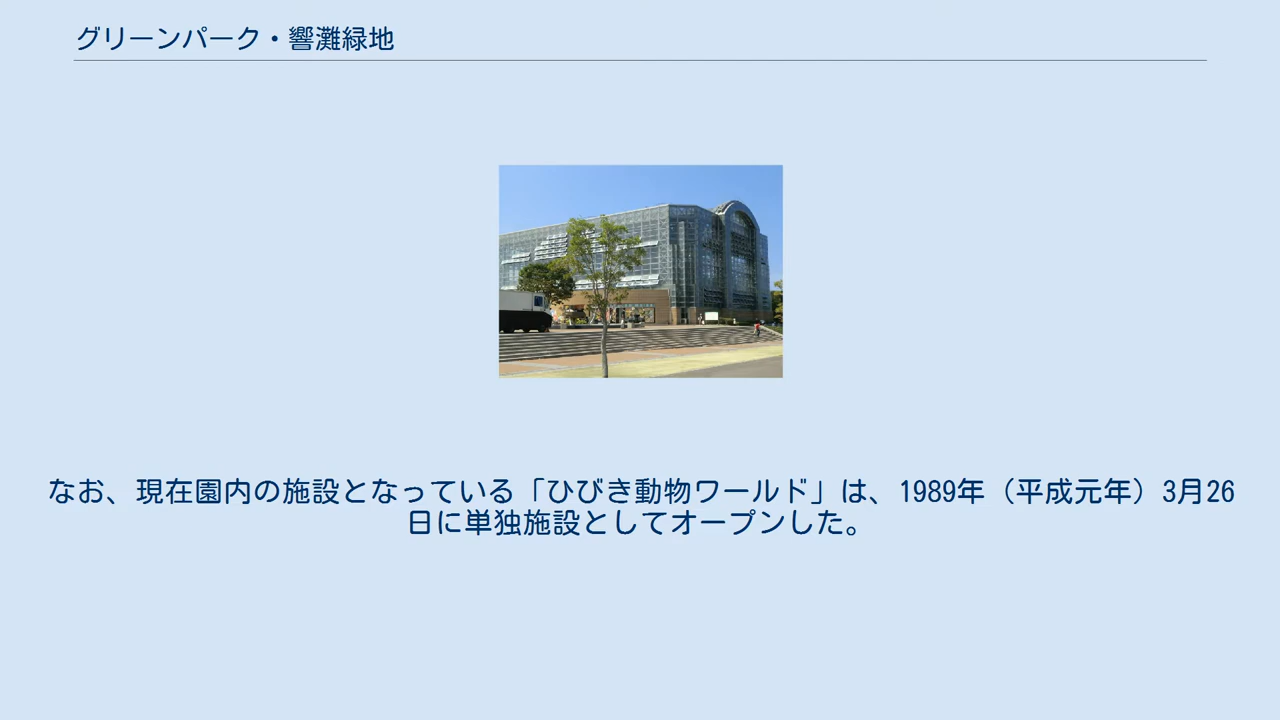 グリーンパーク・響灘緑地
なお、現在園内の施設となっている「ひびき動物ワールド」は、1989年（平成元年）3月26
日に単独施設としてオープンした。